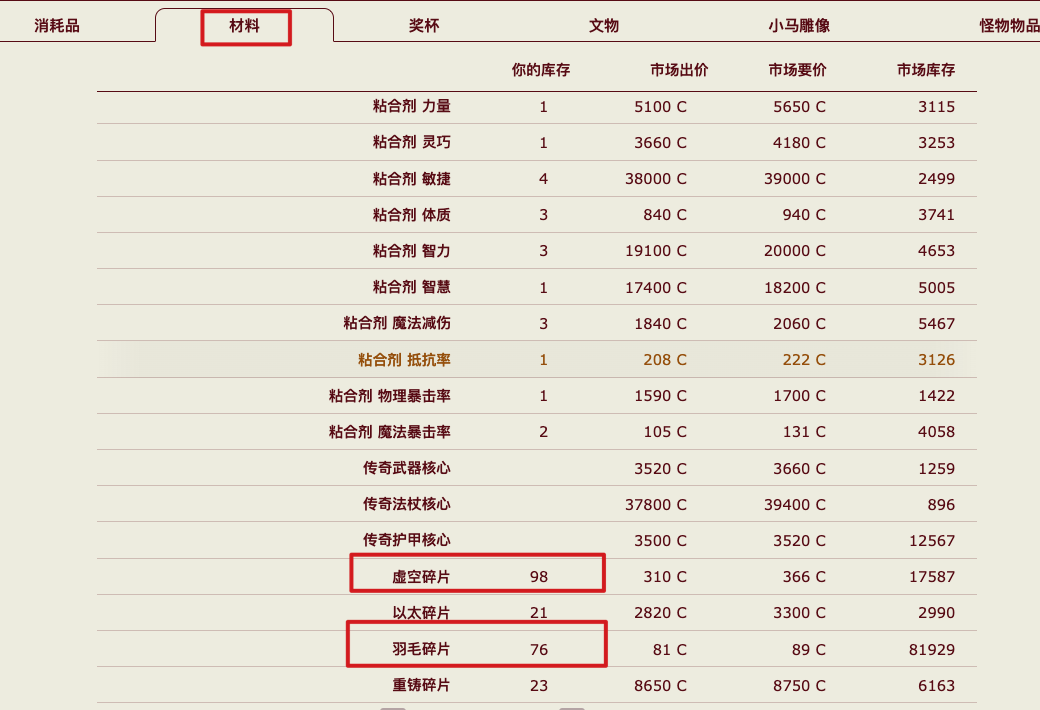 消耗品 材料 奖杯 文物 小马雕像 怪物物品
你的库存 市场出价 市场要价 市场库存
粘合剂 力量 1 5100 C 5650 C 3115
粘合剂 灵巧 1 3660 C 4180 C 3253
粘合剂 敏捷 4 38000 C 39000 C 2499
粘合剂 体质 3 840 C 940 C 3741
粘合剂 智力 3 19100 C 20000 C 4653
粘合剂 智慧 1 17400 C 18200 C 5005
粘合剂 魔法减伤 3 1840 C 2060 C 5467
粘合剂 抵抗率 1 208 C 222 C 3126
粘合剂 物理暴击率 1 1590 C 1700 C 1422
粘合剂 魔法暴击率 2 105 C 131 C 4058
传奇武器核心 3520 C 3660 C 1259
传奇法杖核心 37800 C 39400 C 896
传奇护甲核心 3500 C 3520 C 12567
虚空碎片 98 310 C 366 C 17587
以太碎片 21 2820 C 3300 C 2990
羽毛碎片 76 81 C 89 C 81929
重铸碎片 23 8650 C 8750 C 6163